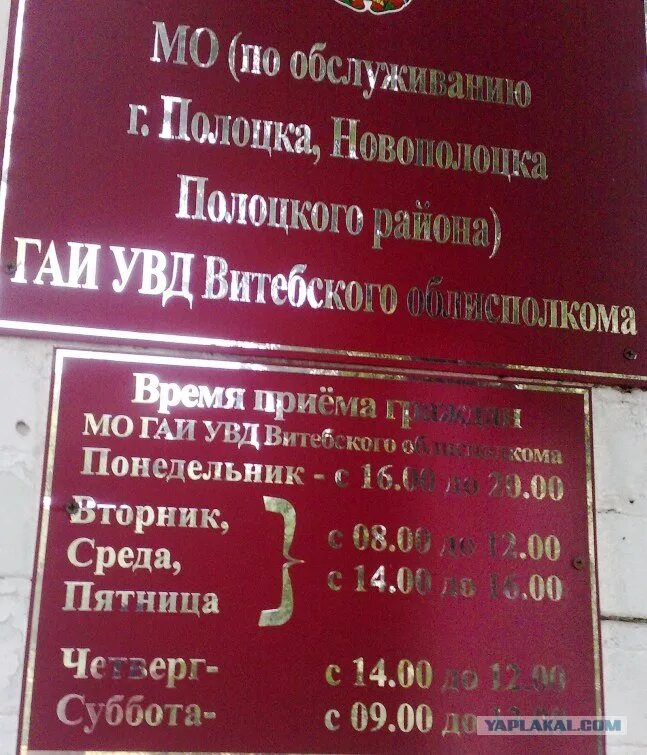 МО (по обслуживанию
г. Полоцка, Новополоцка
Полоцкого района)
ГАИ УВД Витебского облисполкома
Время приёма граждан
МО ГАИ УВД Витебского облисполкома
Понедельник - с 16.00 до 20.00
Вторник,
Среда,
Пятница
с 08.00 до 12.00
с 14.00 до 16.00
Четверг- с 14.00 до 12.00
Суббота- с 09.00 до
YAPLAKAL.COM